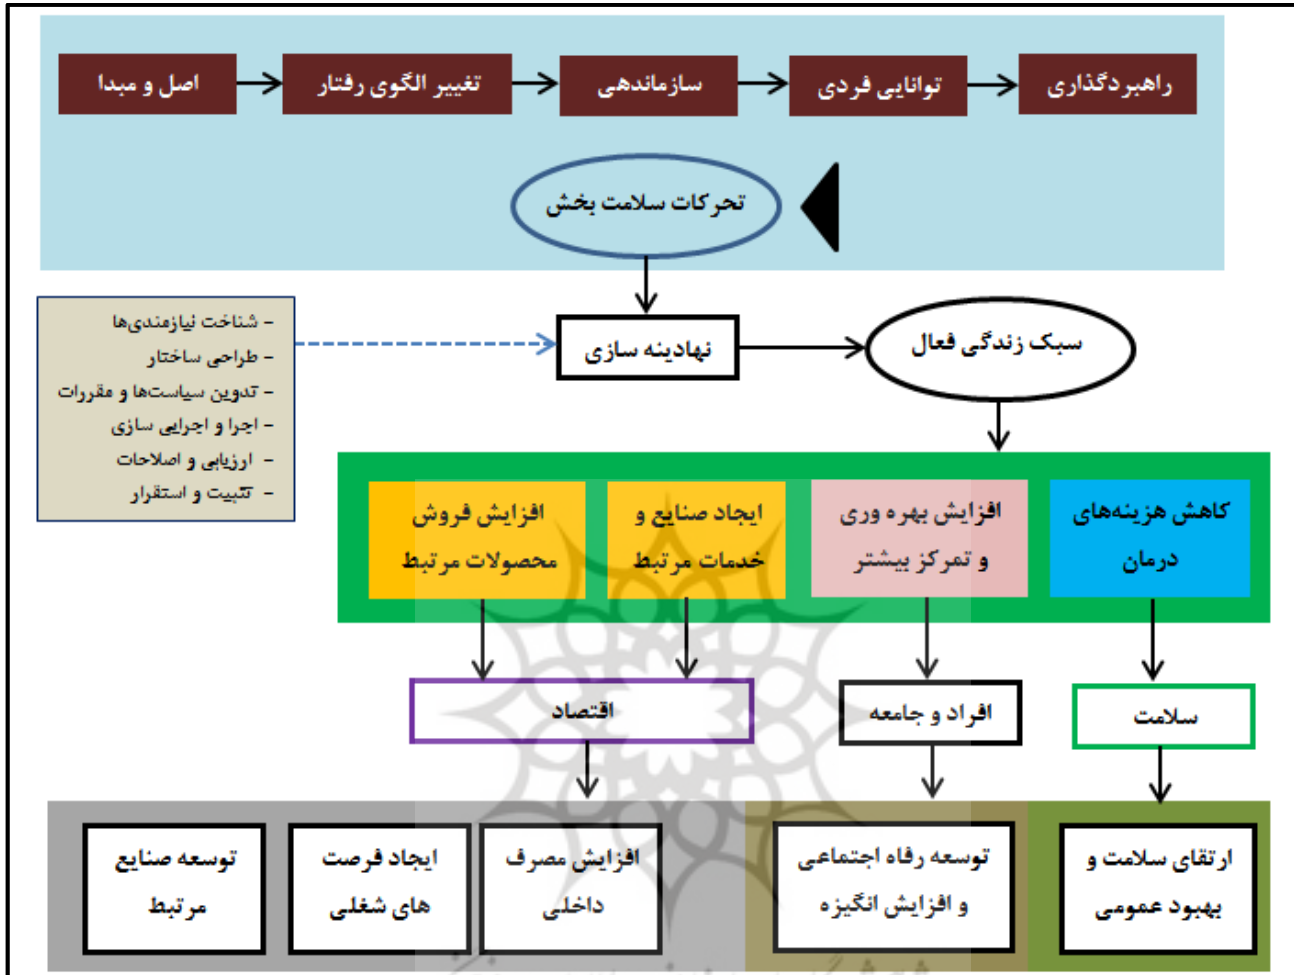 اصل و مبدا
تغییر الگوی رفتار
سازماندهی
توانایی فردی
راهبردگذاری
تحرکات سلامت بخش
- شناخت نیازمندی‌ها
- طراحی ساختار
- تدوین سیاست‌ها و مقررات
- اجرا و اجرایی سازی
- ارزیابی و اصلاحات
- تثبیت و استقرار
نهادینه سازی
سبک زندگی فعال
کاهش هزینه‌های
درمان
افزایش بهره وری
و تمرکز بیشتر
ایجاد صنایع و
خدمات مرتبط
افزایش فروش
محصولات مرتبط
سلامت
افراد و جامعه
اقتصاد
ارتقای سلامت و
بهبود عمومی
توسعه رفاه اجتماعی
و افزایش انگیزه
افزایش مصرف
داخلی
ایجاد فرصت
های شغلی
توسعه صنایع
مرتبط